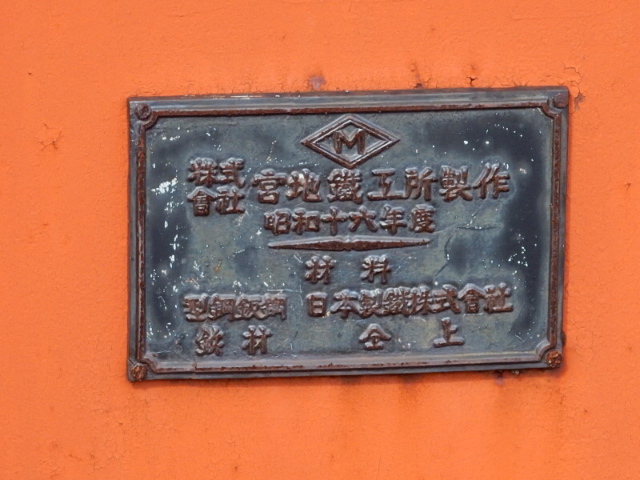 M
株式會社 宮地鐵工所製作
昭和十六年度
材料
型鋼鈑鋼 日本製鐵株式會社
鋲材 仝上